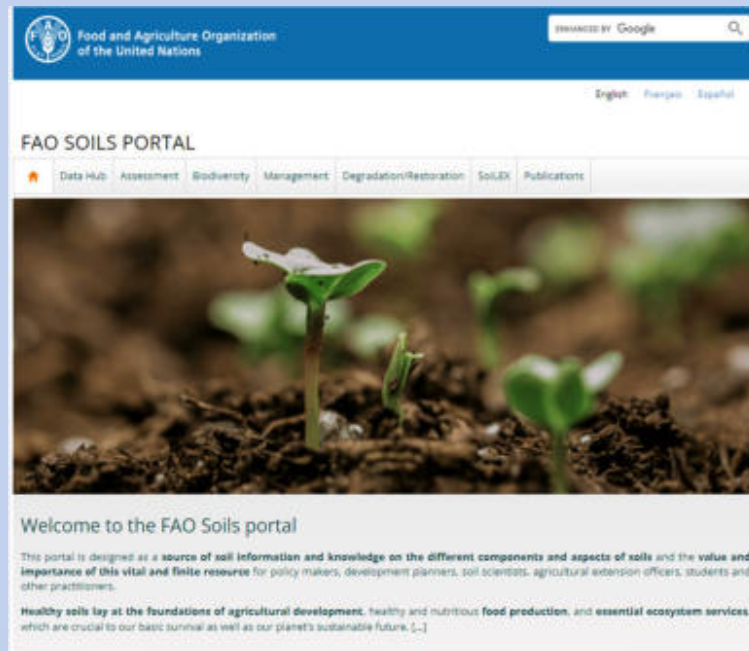 Food and Agriculture Organization
of the United Nations
ENHANCED BY Google
English Français Español
FAO SOILS PORTAL
Data Hub Assessment Biodiversity Management Degradation/Restoration SoiLEX Publications
Welcome to the FAO Soils portal
This portal is designed as a source of soil information and knowledge on the different components and aspects of soils and the value and
importance of this vital and finite resource for policy makers, development planners, soil scientists, agricultural extension officers, students and
other practitioners.
Healthy soils lay at the foundations of agricultural development, healthy and nutritious food production, and essential ecosystem services,
which are crucial to our basic survival as well as our planet's sustainable future. [...]